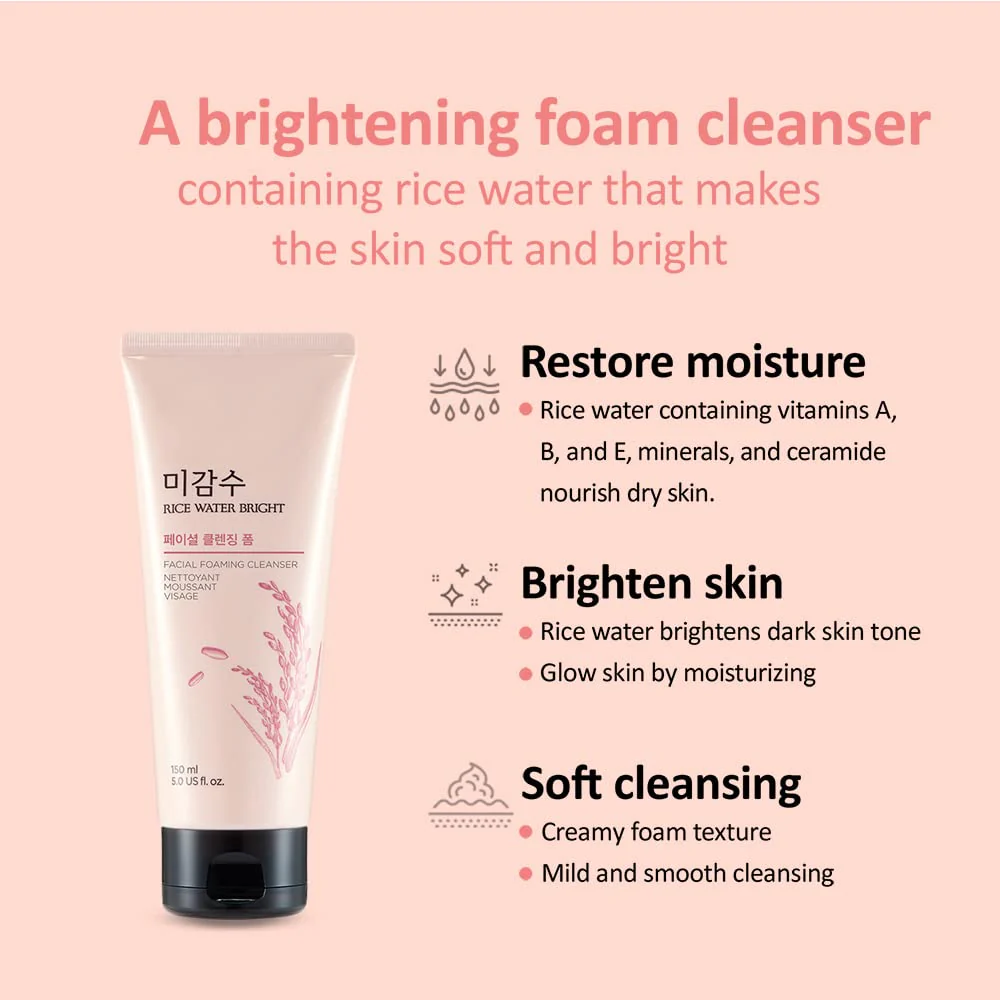 A brightening foam cleanser
containing rice water that makes
the skin soft and bright
미감수
RICE WATER BRIGHT
페이셜 클렌징 폼
FACIAL FOAMING CLEANSER
NETTOYANT
MOUSSANT
VISAGE
150 ml
5.0 US fl. oz.
Restore moisture
Rice water containing vitamins A,
B, and E, minerals, and ceramide
nourish dry skin.
Brighten skin
Rice water brightens dark skin tone
Glow skin by moisturizing
Soft cleansing
Creamy foam texture
Mild and smooth cleansing